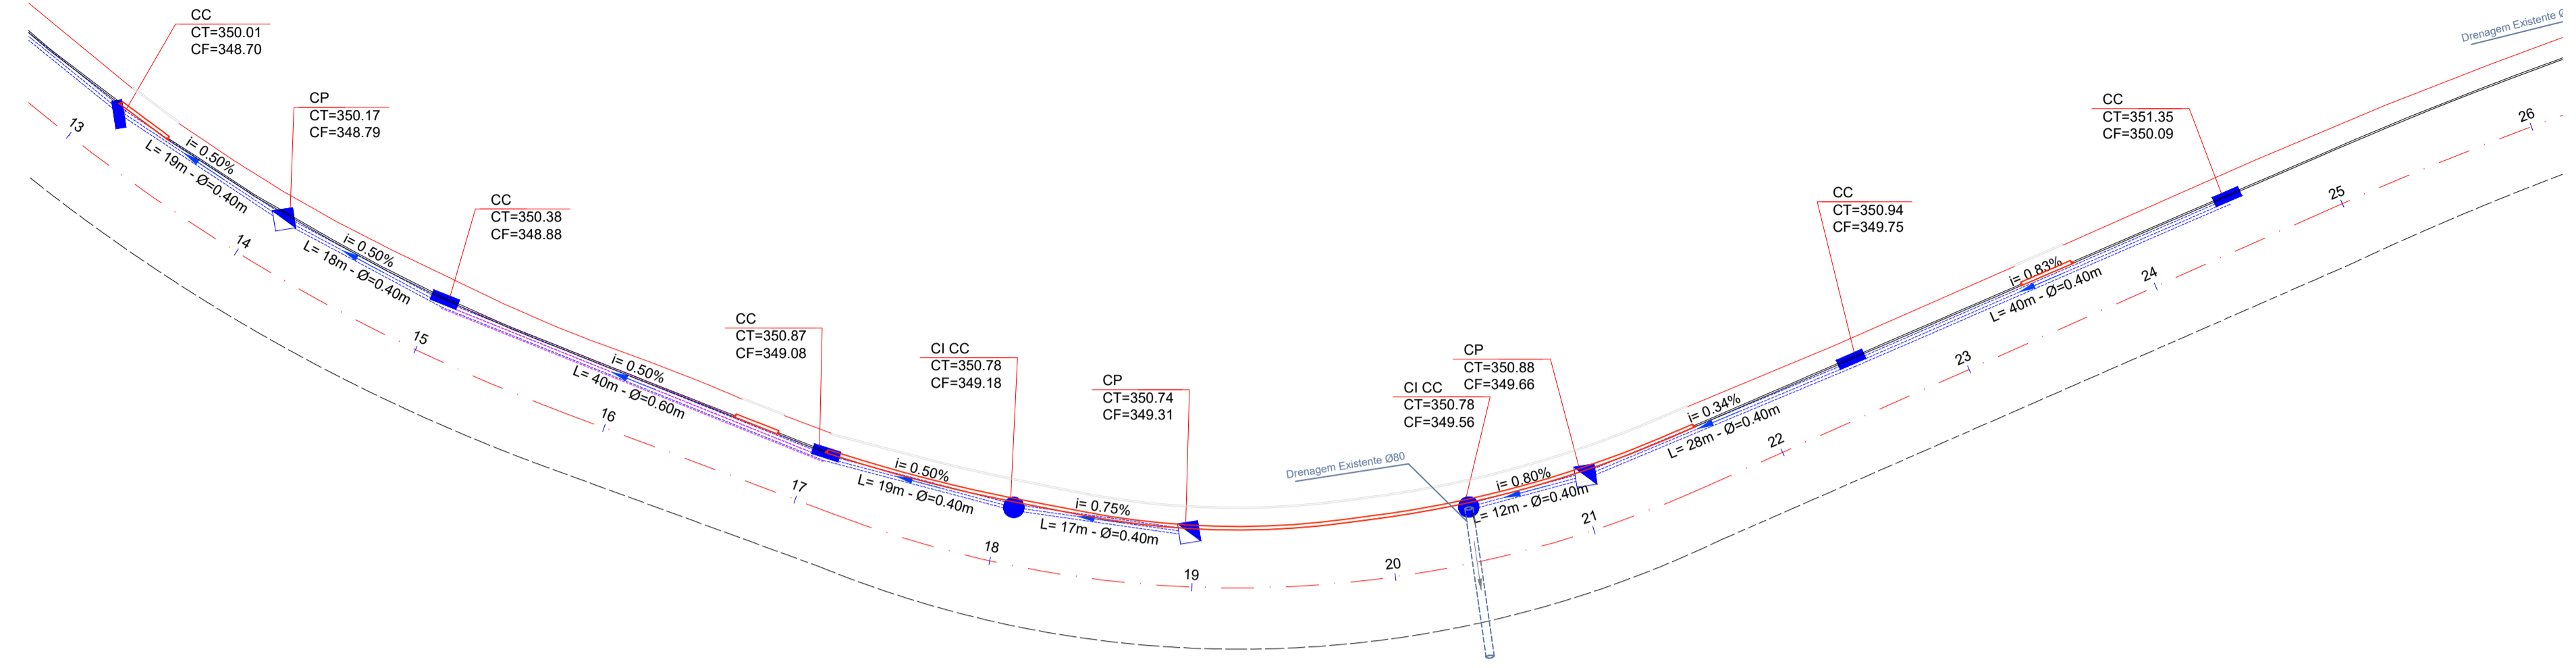 CC
CT=350.01
CF=348.70
CP
CT=350.17
CF=348.79
CC
CT=350.38
CF=348.88
CC
CT=350.87
CF=349.08
CI CC
CT=350.78
CF=349.18
CP
CT=350.74
CF=349.31
CI CC
CT=350.78
CF=349.56
CP
CT=350.88
CF=349.66
CC
CT=350.94
CF=349.75
CC
CT=351.35
CF=350.09
Drenagem Existente
Drenagem Existente Ø80
i= 0.50%
L= 19m - Ø=0.40m
i= 0.50%
L= 18m - Ø=0.40m
i= 0.50%
L= 40m - Ø=0.60m
i= 0.50%
L= 19m - Ø=0.40m
i= 0.75%
L= 17m - Ø=0.40m
i= 0.80%
L= 12m - Ø=0.40m
i= 0.34%
L= 28m - Ø=0.40m
i= 0.83%
L= 40m - Ø=0.40m
13
14
15
16
17
18
19
20
21
22
23
24
25
26